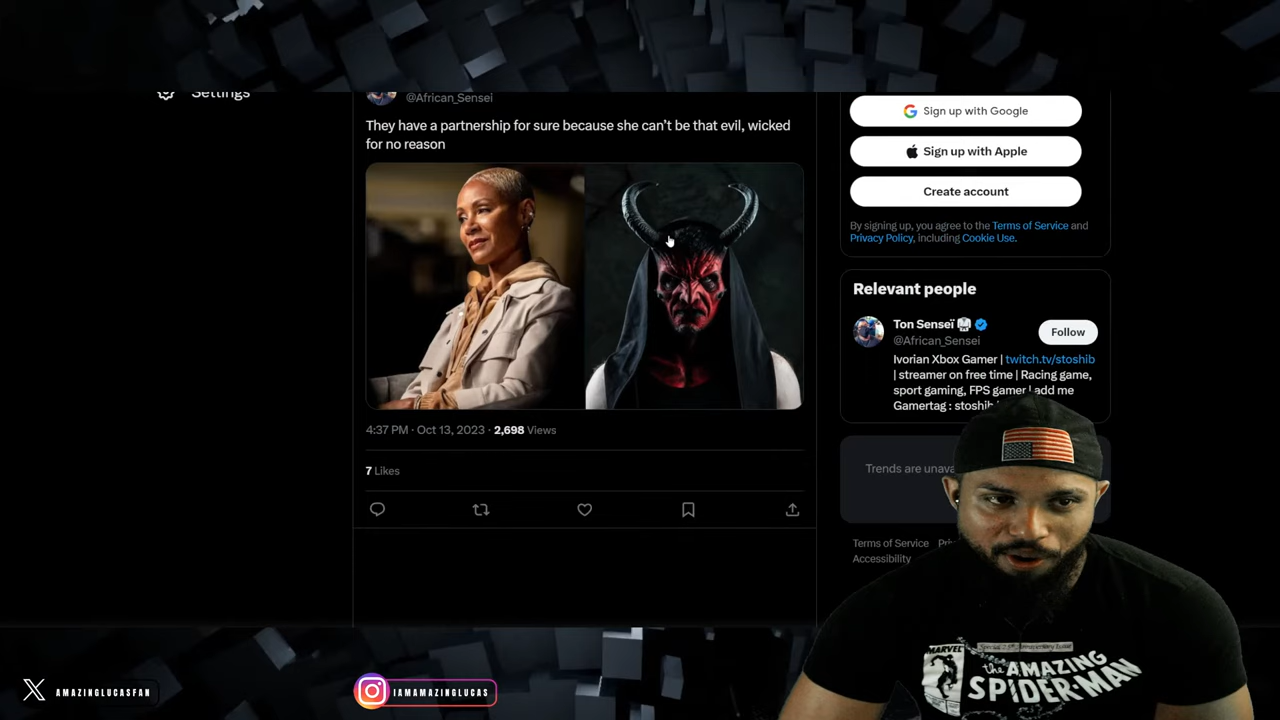 Settings
@African_Sensei
They have a partnership for sure because she can’t be that evil, wicked
for no reason
4:37 PM · Oct 13, 2023 · 2,698 Views
7 Likes
Sign up with Google
Sign up with Apple
Create account
By signing up, you agree to the Terms of Service and
Privacy Policy, including Cookie Use.
Relevant people
Ton Senseï
Follow
@African_Sensei
Ivorian Xbox Gamer | twitch.tv/stoshib
| streamer on free time | Racing game,
sport gaming, FPS gamer | add me
Gamertag : stoshib
Trends are
Terms of Service
Accessibility
MARVEL
the AMAZING
SPIDER-MAN
AMAZINGLUCASFAN
IAMAMAZINGLUCAS